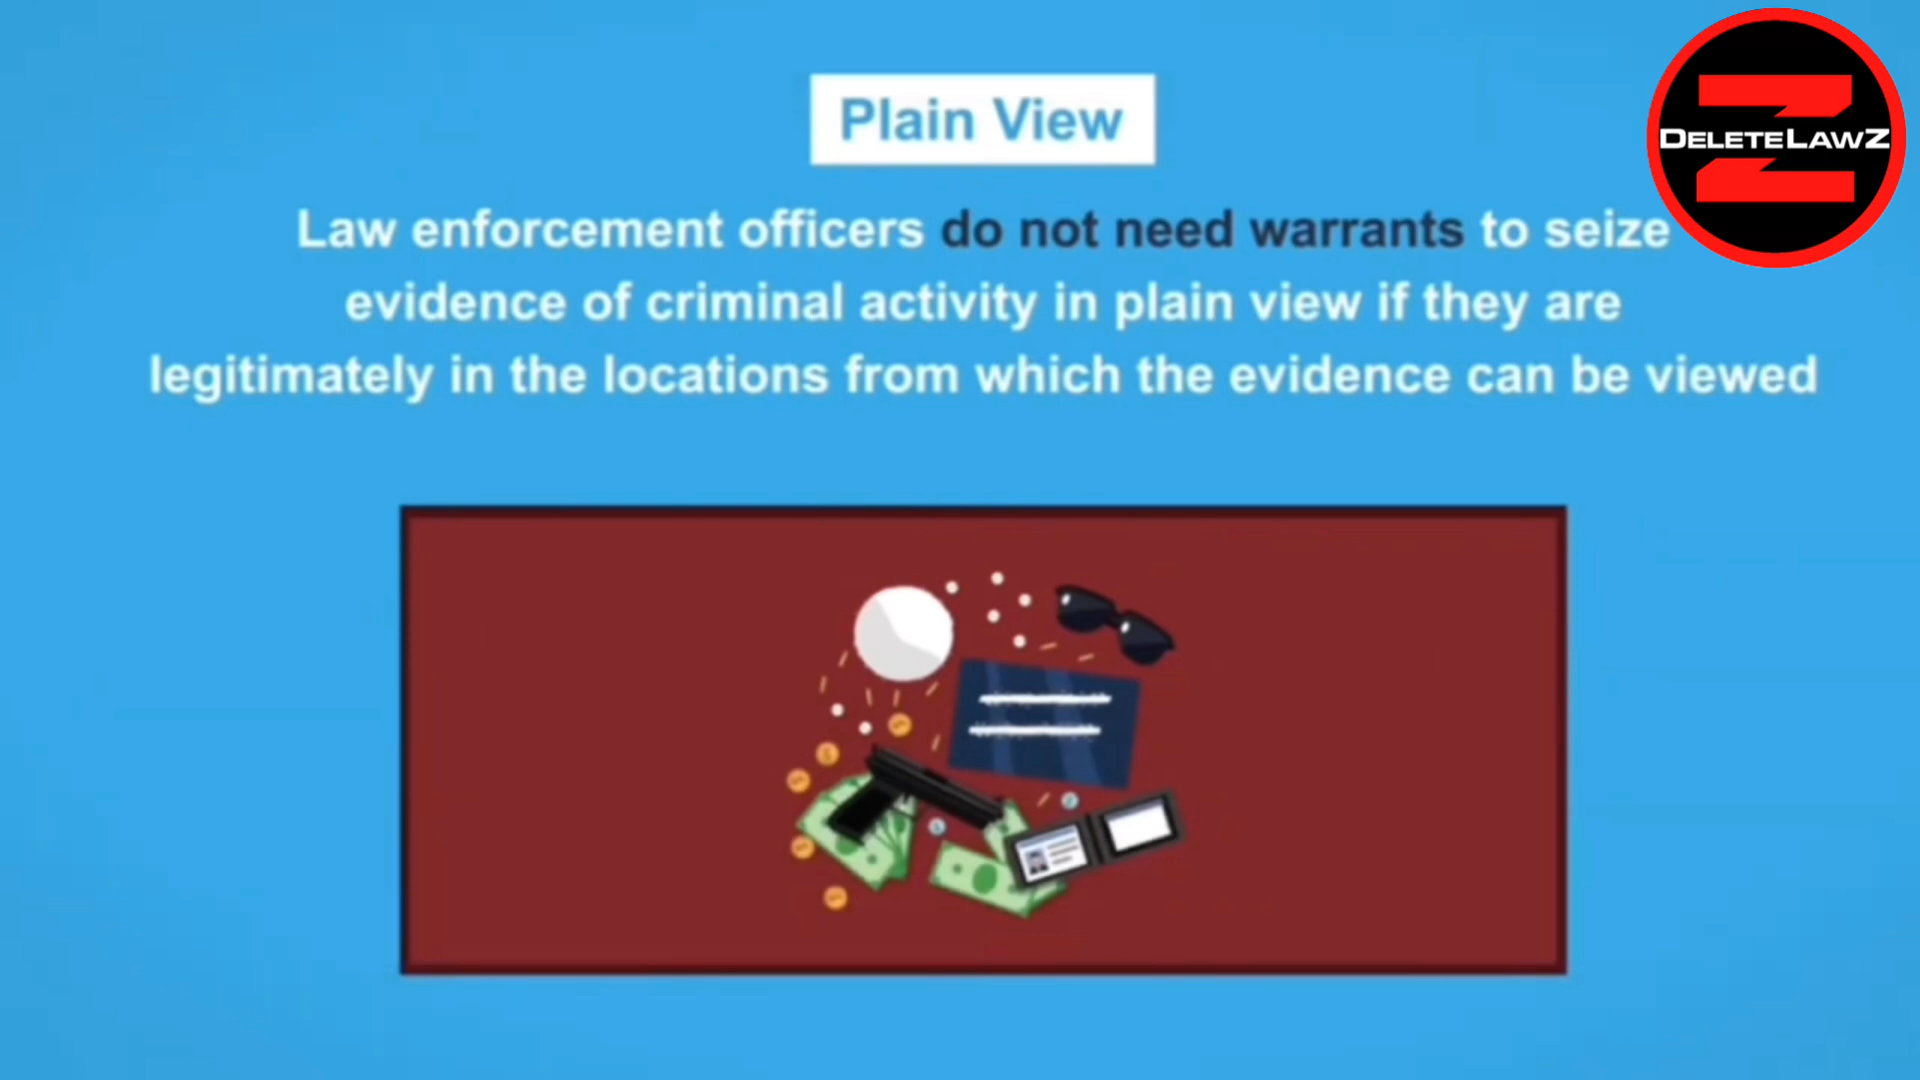 Plain View
DELETELAWZ
Law enforcement officers do not need warrants to seize
evidence of criminal activity in plain view if they are
legitimately in the locations from which the evidence can be viewed